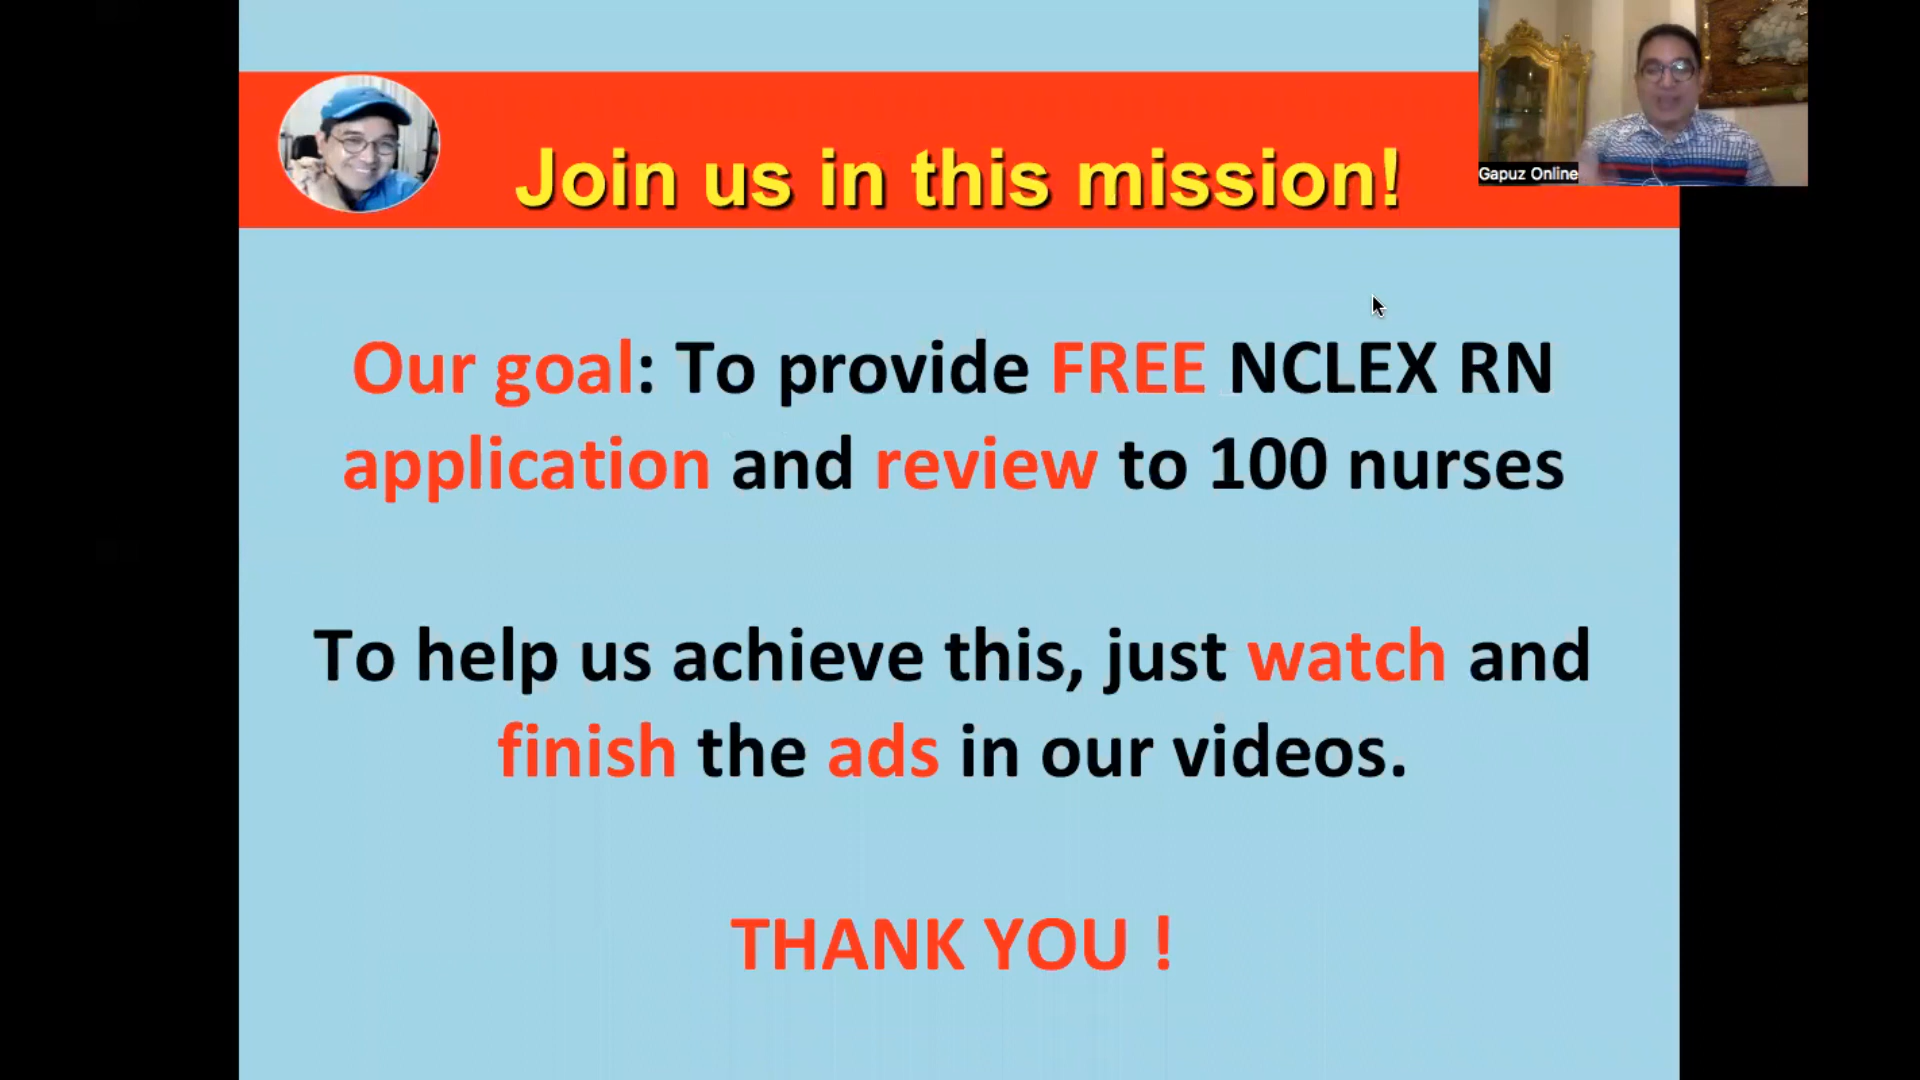 Join us in this mission!
Gapuz Online
Our goal: To provide FREE NCLEX RN
application and review to 100 nurses
To help us achieve this, just watch and
finish the ads in our videos.
THANK YOU !